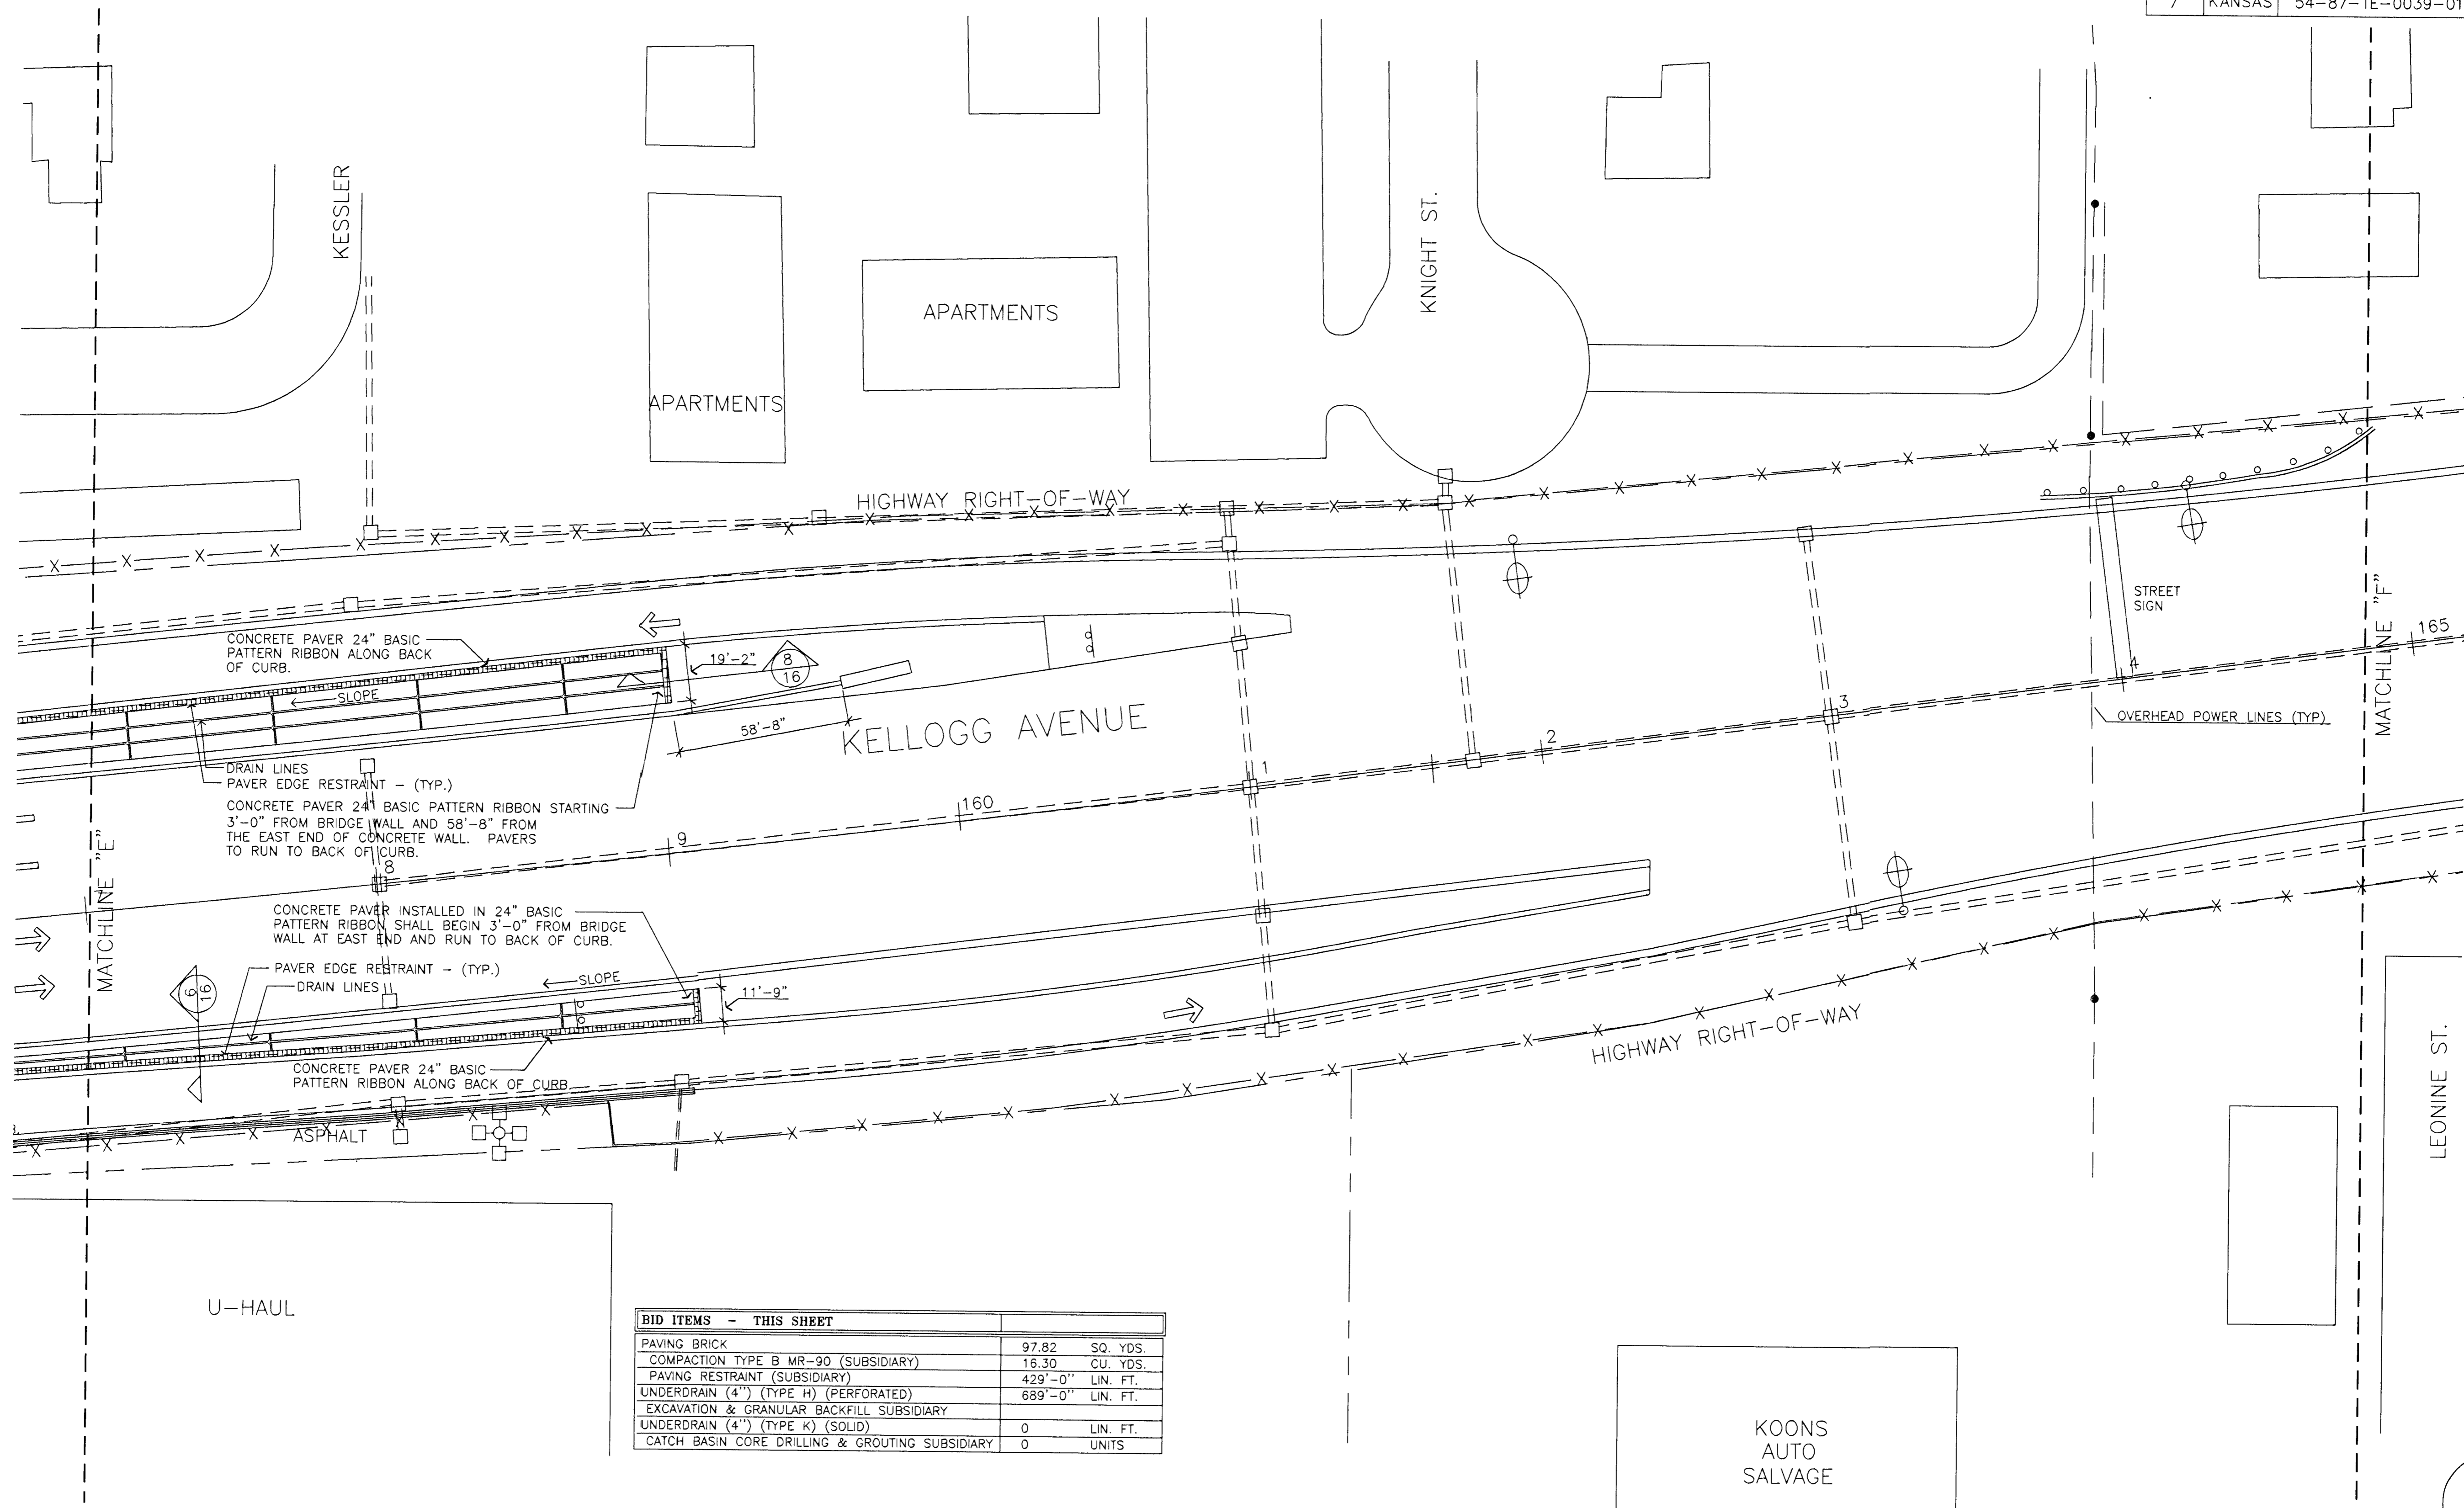 7 KANSAS 54-87-TE-0039-01
KESSLER
KNIGHT ST.
APARTMENTS
APARTMENTS
HIGHWAY RIGHT-OF-WAY
CONCRETE PAVER 24" BASIC
PATTERN RIBBON ALONG BACK
OF CURB.
SLOPE
19'-2"
8
16
58'-8"
KELLOGG AVENUE
STREET
SIGN
4
165
MATCHLINE "F"
OVERHEAD POWER LINES (TYP)
3
2
1
160
9
8
DRAIN LINES
PAVER EDGE RESTRAINT - (TYP.)
CONCRETE PAVER 24" BASIC PATTERN RIBBON STARTING
3'-0" FROM BRIDGE WALL AND 58'-8" FROM
THE EAST END OF CONCRETE WALL. PAVERS
TO RUN TO BACK OF CURB.
MATCHLINE "E"
CONCRETE PAVER INSTALLED IN 24" BASIC
PATTERN RIBBON SHALL BEGIN 3'-0" FROM BRIDGE
WALL AT EAST END AND RUN TO BACK OF CURB.
PAVER EDGE RESTRAINT - (TYP.)
DRAIN LINES
SLOPE
11'-9"
6
16
CONCRETE PAVER 24" BASIC
PATTERN RIBBON ALONG BACK OF CURB.
HIGHWAY RIGHT-OF-WAY
ASPHALT
LEONINE ST.
U-HAUL
BID ITEMS - THIS SHEET
PAVING BRICK 97.82 SQ. YDS.
COMPACTION TYPE B MR-90 (SUBSIDIARY) 16.30 CU. YDS.
PAVING RESTRAINT (SUBSIDIARY) 429'-0'' LIN. FT.
UNDERDRAIN (4'') (TYPE H) (PERFORATED) 689'-0'' LIN. FT.
EXCAVATION & GRANULAR BACKFILL SUBSIDIARY
UNDERDRAIN (4'') (TYPE K) (SOLID) 0 LIN. FT.
CATCH BASIN CORE DRILLING & GROUTING SUBSIDIARY 0 UNITS
KOONS
AUTO
SALVAGE